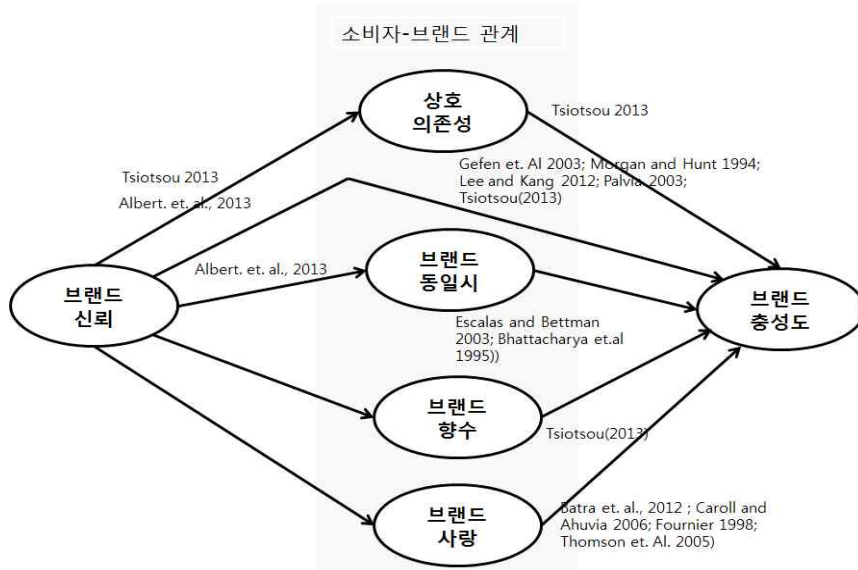 소비자-브랜드 관계
상호
의존성
Tsiotsou 2013
Tsiotsou 2013
Albert. et. al., 2013
Gefen et. Al 2003; Morgan and Hunt 1994;
Lee and Kang 2012; Palvia 2003;
Tsiotsou(2013)
브랜드
신뢰
Albert. et. al., 2013
브랜드
동일시
브랜드
충성도
Escalas and Bettman
2003; Bhattacharya et.al
1995))
브랜드
향수
Tsiotsou(2013)
브랜드
사랑
Batra et. al., 2012 ; Caroll and
Ahuvia 2006; Fournier 1998;
Thomson et. Al. 2005)